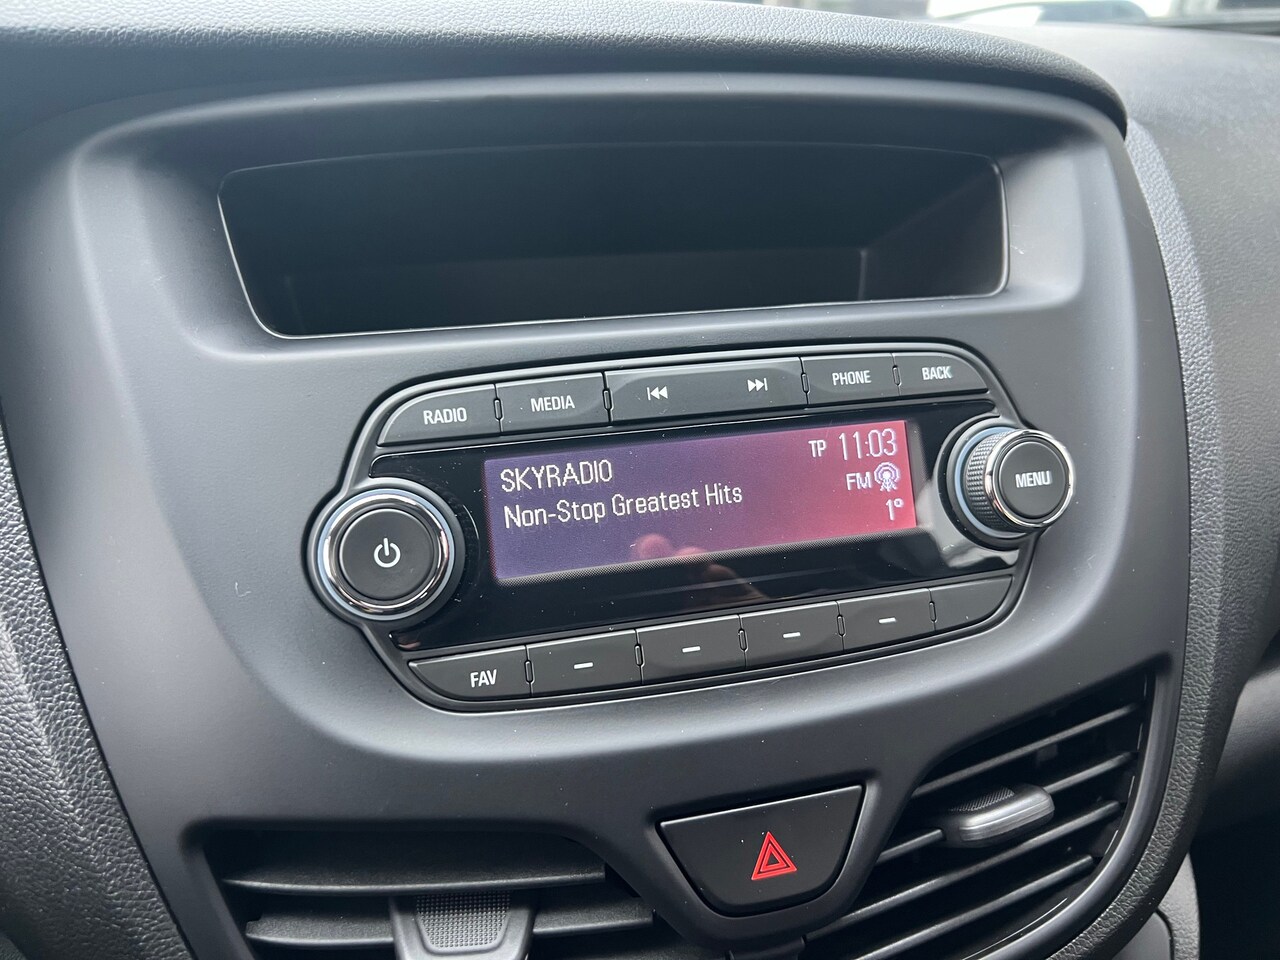 RADIO MEDIA PHONE BACK
SKYRADIO TP 11:03
Non-Stop Greatest Hits FM
1°
MENU
FAV